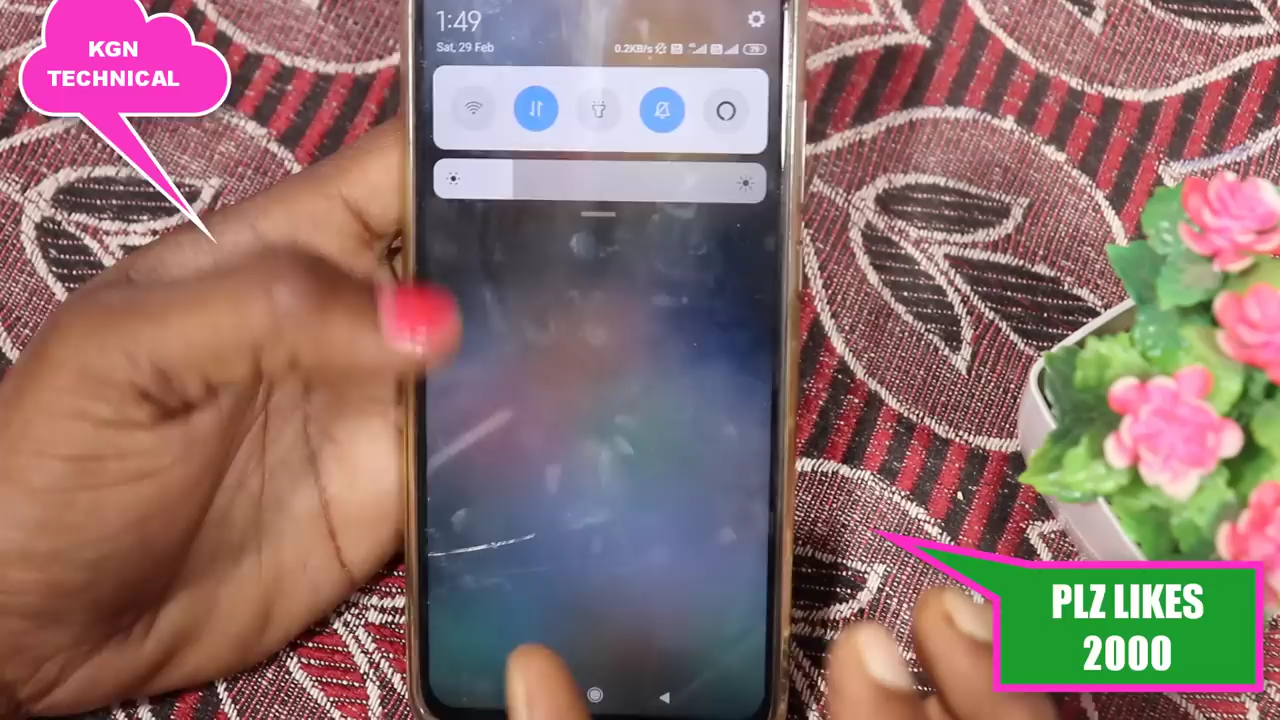 KGN
TECHNICAL
1:49
Sat, 29 Feb
0.2KB/s
PLZ LIKES
2000